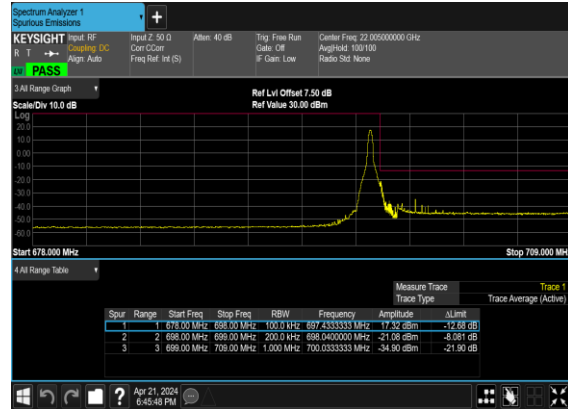 Spectrum Analyzer 1
Spurious Emissions
+
KEYSIGHT
R T
LW PASS
Input: RF
Coupling: DC
Align: Auto
Input Z: 50 Ω
Corr CCorr
Freq Ref: Int (S)
Atten: 40 dB
Trig: Free Run
Gate: Off
IF Gain: Low
Center Freq: 22.005000000 GHz
Avg|Hold: 100/100
Radio Std: None
3 All Range Graph
Scale/Div 10.0 dB
Ref Lvl Offset 7.50 dB
Ref Value 30.00 dBm
Log
20.0
10.0
0.00
-10.0
-20.0
-30.0
-40.0
-50.0
-60.0
Start 678.000 MHz
Stop 709.000 MH
4 All Range Table
Measure Trace Trace 1
Trace Type Trace Average (Active)
Spur Range Start Freq Stop Freq RBW Frequency Amplitude ΔLimit
1 1 678.00 MHz 698.00 MHz 100.0 kHz 697.4333333 MHz 17.32 dBm -12.68 dB
2 2 698.00 MHz 699.00 MHz 200.0 kHz 698.0400000 MHz -21.08 dBm -8.081 dB
3 3 699.00 MHz 709.00 MHz 1.000 MHz 700.0333333 MHz -34.90 dBm -21.90 dB
?
Apr 21, 2024
6:45:48 PM